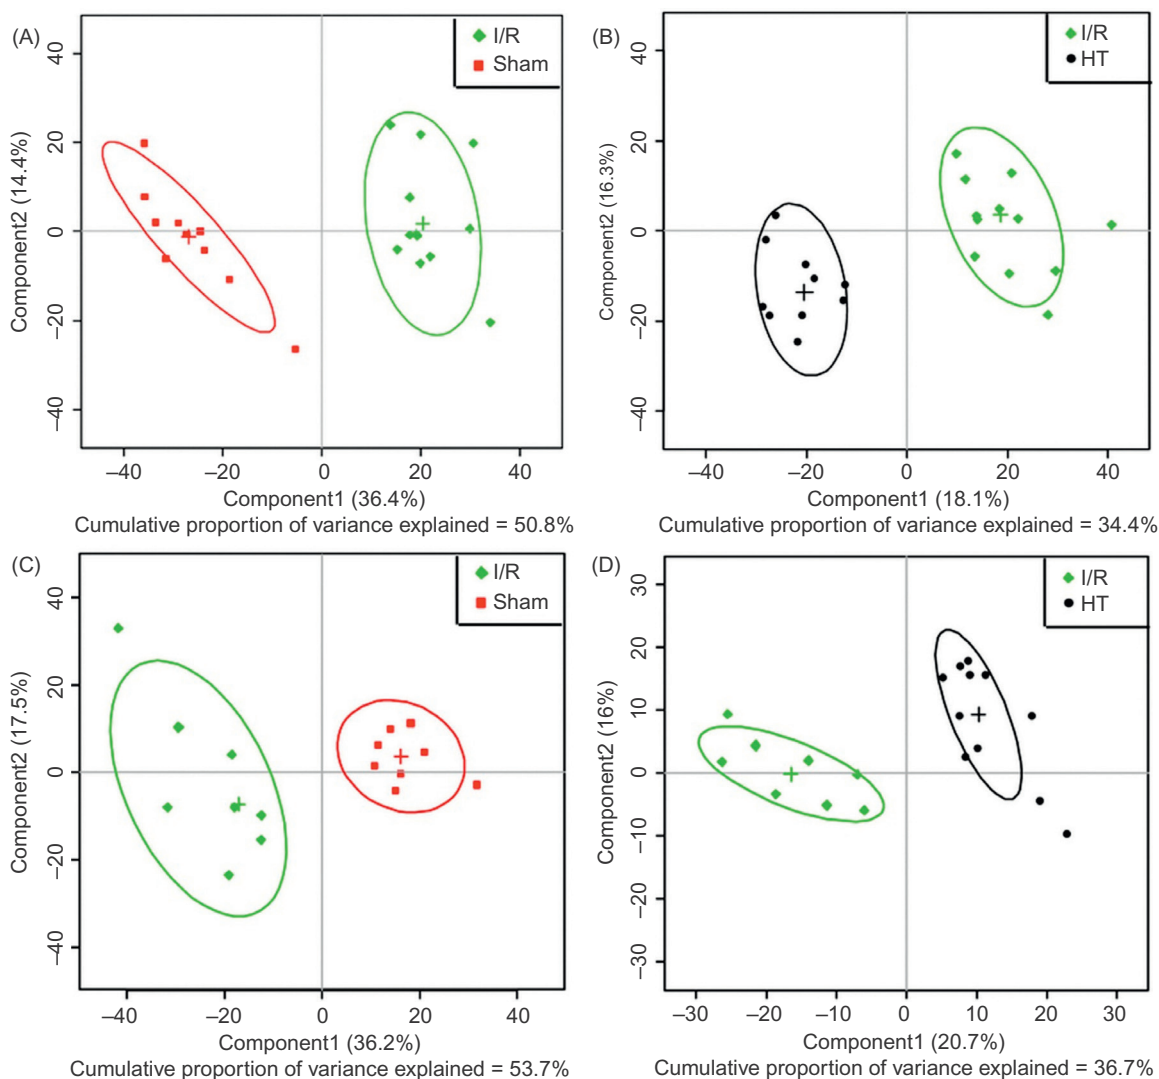 (A)
I/R
Sham
Component2 (14.4%)
40
20
0
–20
–40
–40 –20 0 20 40
Component1 (36.4%)
Cumulative proportion of variance explained = 50.8%
(B)
I/R
HT
Component2 (16.3%)
40
20
0
–20
–40
–40 –20 0 20 40
Component1 (18.1%)
Cumulative proportion of variance explained = 34.4%
(C)
I/R
Sham
Component2 (17.5%)
40
20
0
–20
–40
–40 –20 0 20 40
Component1 (36.2%)
Cumulative proportion of variance explained = 53.7%
(D)
I/R
HT
Component2 (16%)
30
20
10
0
–10
–20
–30
–30 –20 –10 0 10 20 30
Component1 (20.7%)
Cumulative proportion of variance explained = 36.7%